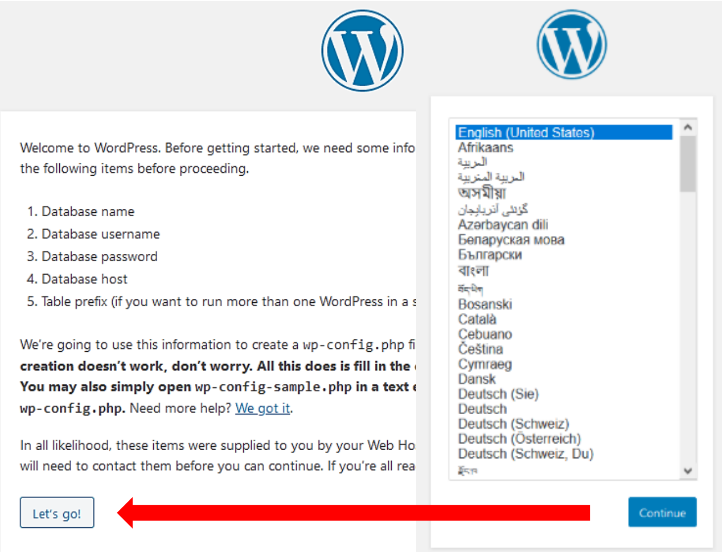 Welcome to WordPress. Before getting started, we need some info
the following items before proceeding.
1. Database name
2. Database username
3. Database password
4. Database host
5. Table prefix (if you want to run more than one WordPress in a s
We're going to use this information to create a wp-config.php fi
creation doesn't work, don't worry. All this does is fill in the
You may also simply open wp-config-sample.php in a text e
wp-config.php. Need more help? We got it.
In all likelihood, these items were supplied to you by your Web Ho
will need to contact them before you can continue. If you're all rea
Let's go!
English (United States)
Afrikaans
العربية
العربية المغربية
অসমীয়া
گؤنئی آذربایجان
Azərbaycan dili
Беларуская мова
Български
বাংলা
བོད་ཡིག
Bosanski
Català
Cebuano
Čeština
Cymraeg
Dansk
Deutsch (Sie)
Deutsch
Deutsch (Schweiz)
Deutsch (Österreich)
Deutsch (Schweiz, Du)
Continue